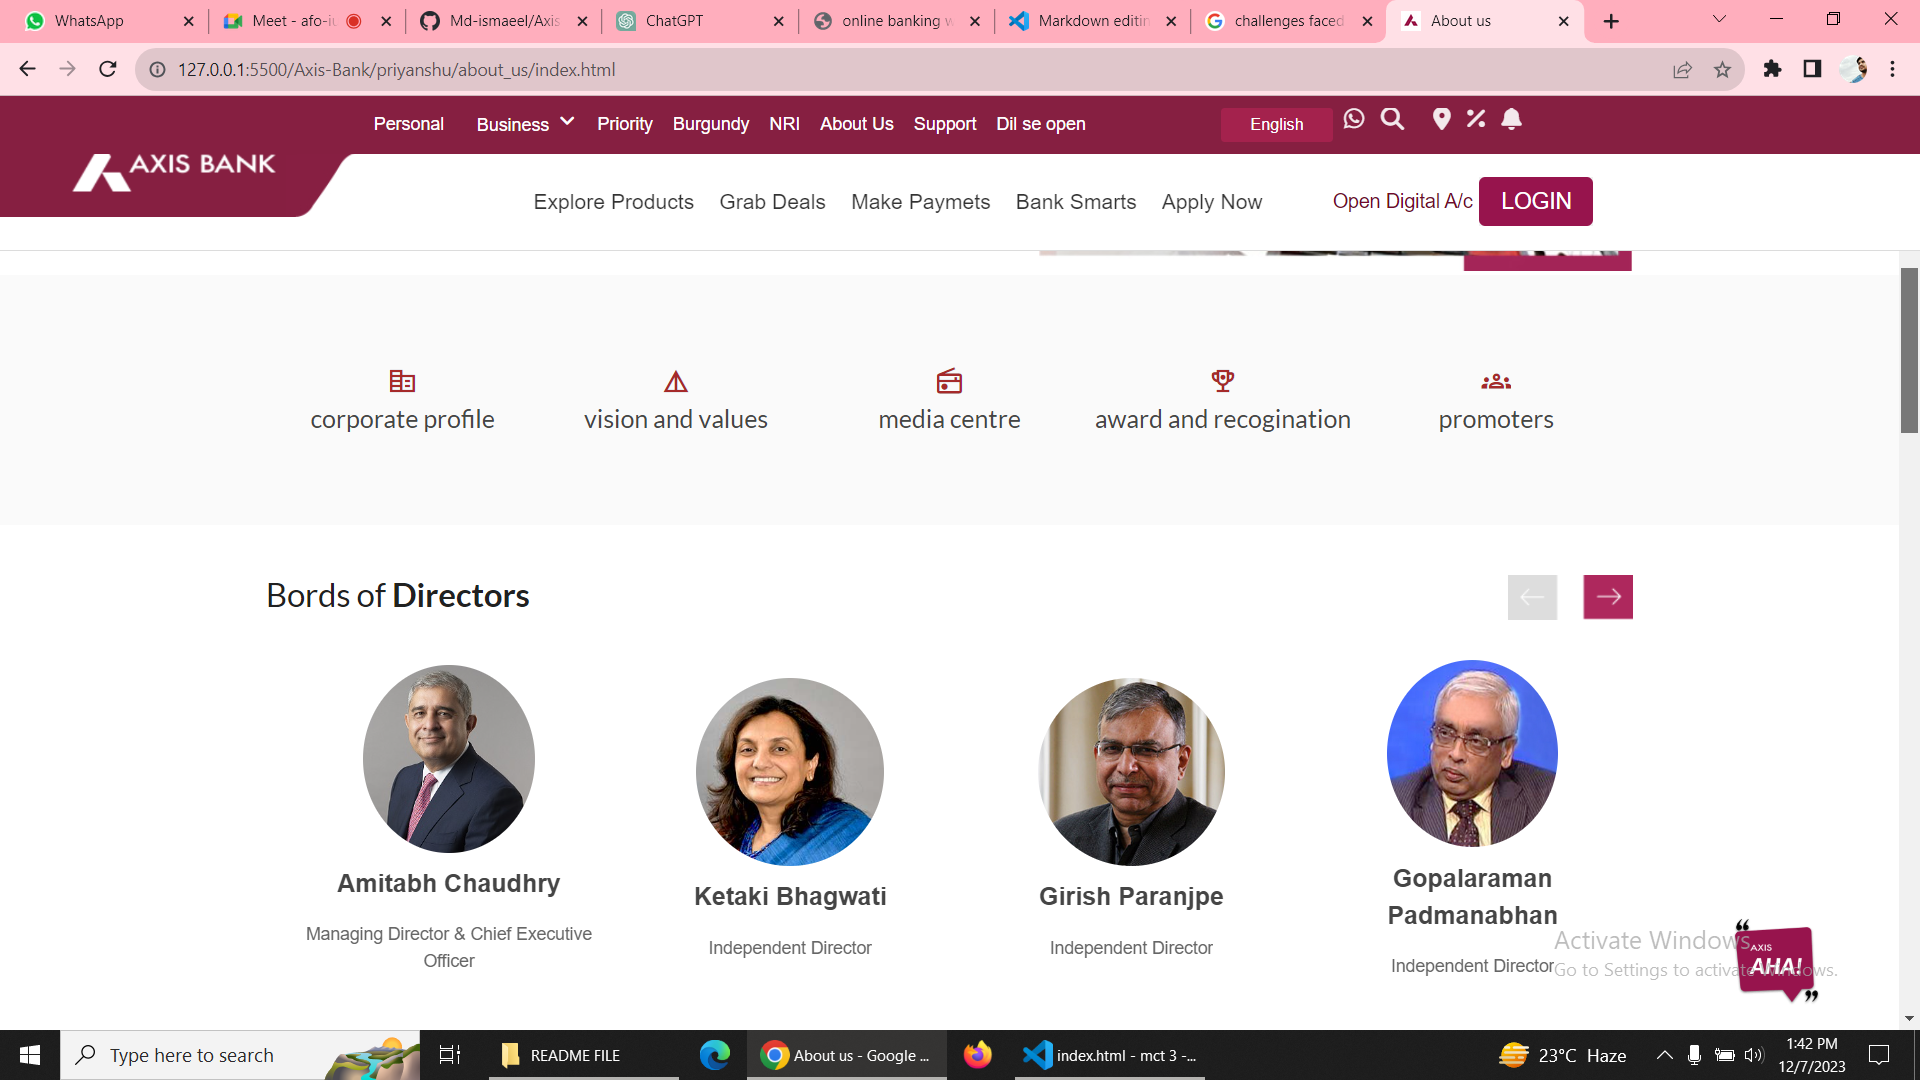 WhatsApp
Meet - afo-iu
Md-ismaeel/Axis
ChatGPT
online banking w
Markdown editin
challenges faced
About us
127.0.0.1:5500/Axis-Bank/priyanshu/about_us/index.html
Personal Business Priority Burgundy NRI About Us Support Dil se open English
AXIS BANK
Explore Products Grab Deals Make Paymets Bank Smarts Apply Now Open Digital A/c LOGIN
corporate profile vision and values media centre award and recogination promoters
Bords of Directors
Amitabh Chaudhry
Managing Director & Chief Executive
Officer
Ketaki Bhagwati
Independent Director
Girish Paranjpe
Independent Director
Gopalaraman
Padmanabhan
Independent Director
Activate Windows
Go to Settings to activate Windows.
AXIS
AHA!
Type here to search
README FILE
About us - Google ...
index.html - mct 3 -...
23°C Haze
1:42 PM
12/7/2023